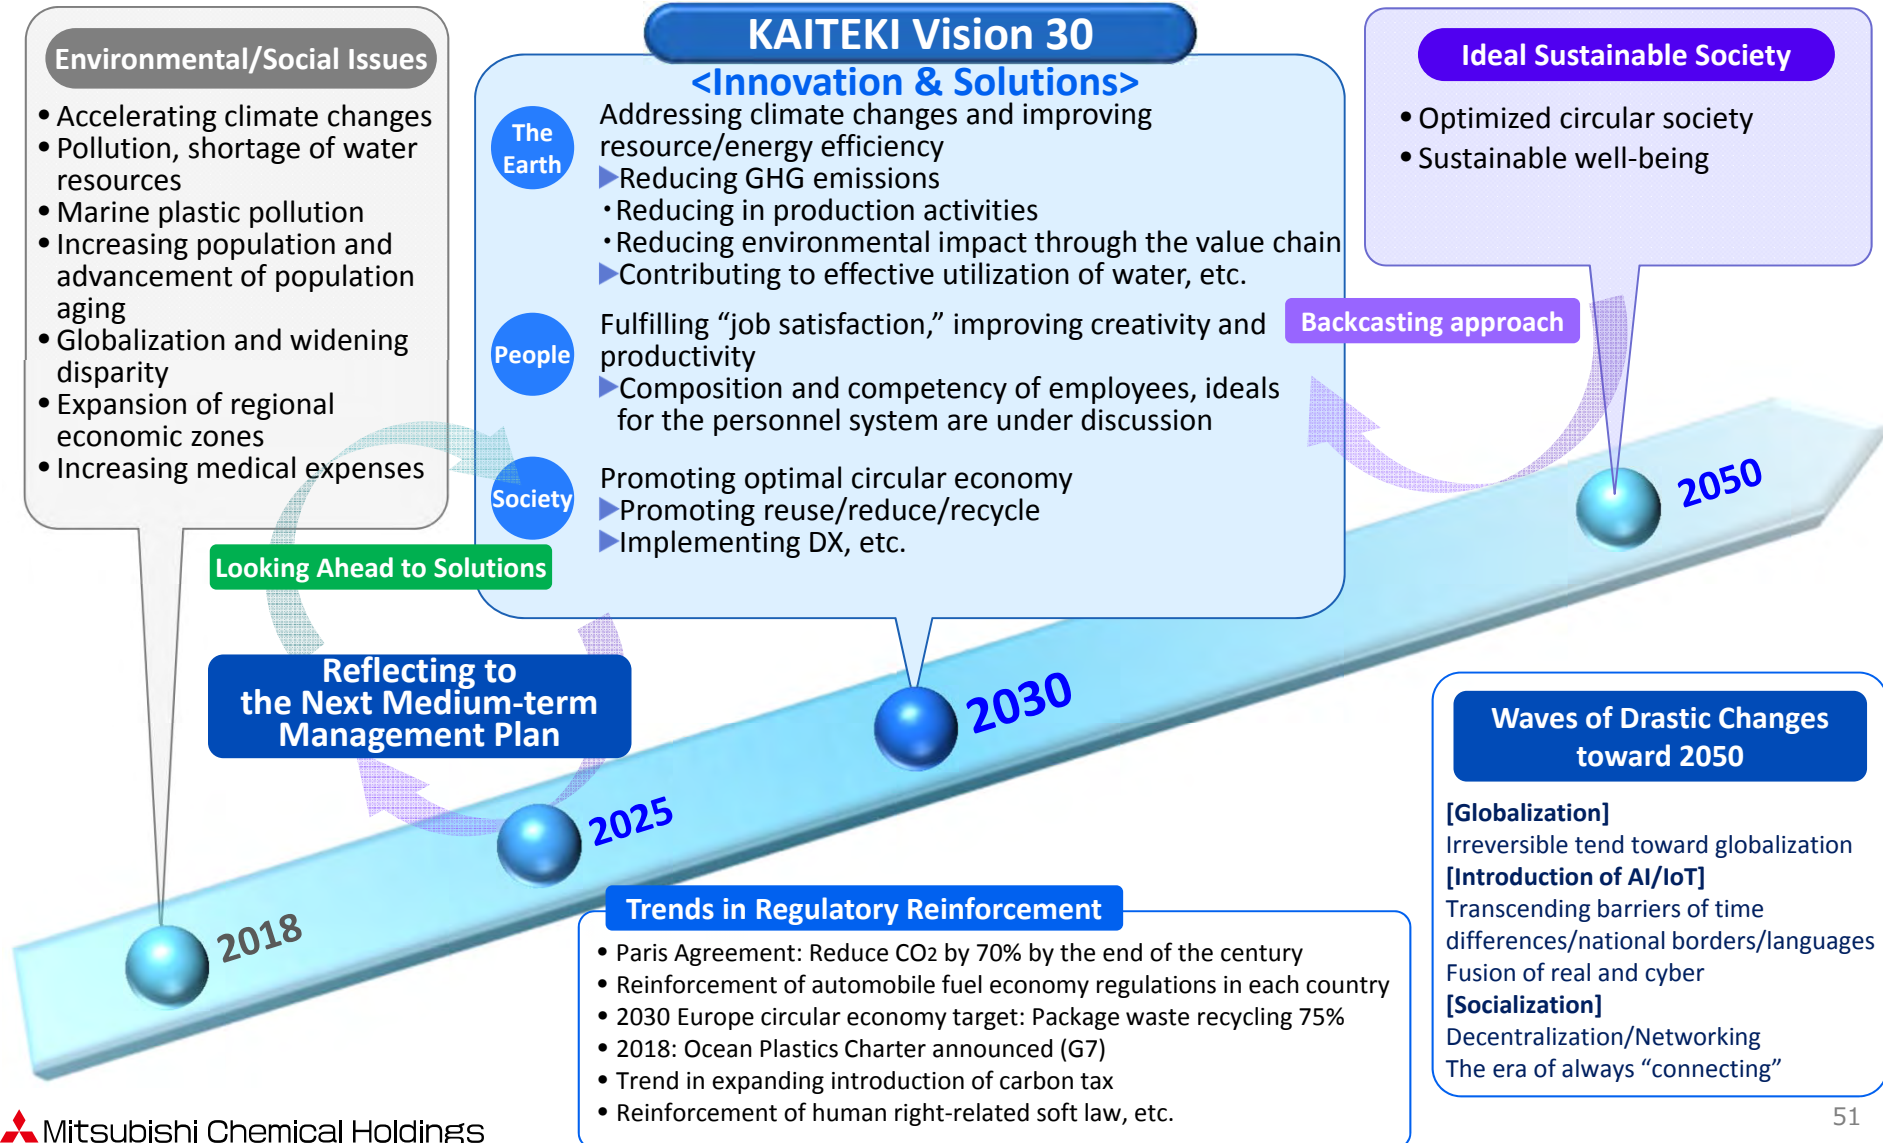 Environmental/Social Issues
• Accelerating climate changes
• Pollution, shortage of water
resources
• Marine plastic pollution
• Increasing population and
advancement of population
aging
• Globalization and widening
disparity
• Expansion of regional
economic zones
• Increasing medical expenses
KAITEKI Vision 30
<Innovation & Solutions>
The
Earth
Addressing climate changes and improving
resource/energy efficiency
▶Reducing GHG emissions
・Reducing in production activities
・Reducing environmental impact through the value chain
▶Contributing to effective utilization of water, etc.
People
Fulfilling “job satisfaction,” improving creativity and
productivity
▶Composition and competency of employees, ideals
for the personnel system are under discussion
Society
Promoting optimal circular economy
▶Promoting reuse/reduce/recycle
▶Implementing DX, etc.
Ideal Sustainable Society
• Optimized circular society
• Sustainable well-being
Backcasting approach
Looking Ahead to Solutions
Reflecting to
the Next Medium-term
Management Plan
2018
2025
2030
2050
Trends in Regulatory Reinforcement
• Paris Agreement: Reduce CO2 by 70% by the end of the century
• Reinforcement of automobile fuel economy regulations in each country
• 2030 Europe circular economy target: Package waste recycling 75%
• 2018: Ocean Plastics Charter announced (G7)
• Trend in expanding introduction of carbon tax
• Reinforcement of human right-related soft law, etc.
Waves of Drastic Changes
toward 2050
[Globalization]
Irreversible tend toward globalization
[Introduction of AI/IoT]
Transcending barriers of time
differences/national borders/languages
Fusion of real and cyber
[Socialization]
Decentralization/Networking
The era of always “connecting”
Mitsubishi Chemical Holdings
51